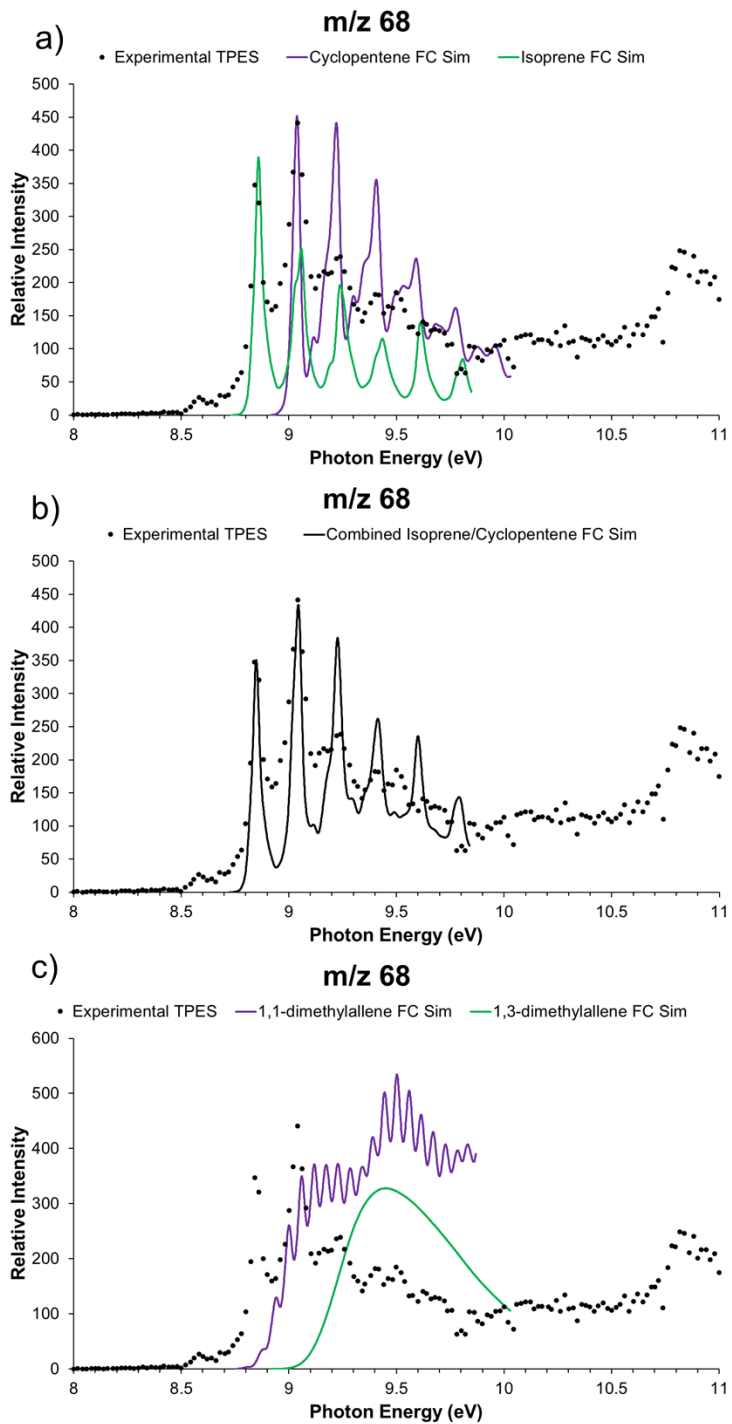 a)
m/z 68
Experimental TPES Cyclopentene FC Sim Isoprene FC Sim
500
450
400
350
300
250
200
150
100
50
0
Relative Intensity
8 8.5 9 9.5 10 10.5 11
Photon Energy (eV)
b)
m/z 68
Experimental TPES Combined Isoprene/Cyclopentene FC Sim
500
450
400
350
300
250
200
150
100
50
0
Relative Intensity
8 8.5 9 9.5 10 10.5 11
Photon Energy (eV)
c)
m/z 68
Experimental TPES 1,1-dimethylallene FC Sim 1,3-dimethylallene FC Sim
600
500
400
300
200
100
0
Relative Intensity
8 8.5 9 9.5 10 10.5 11
Photon Energy (eV)